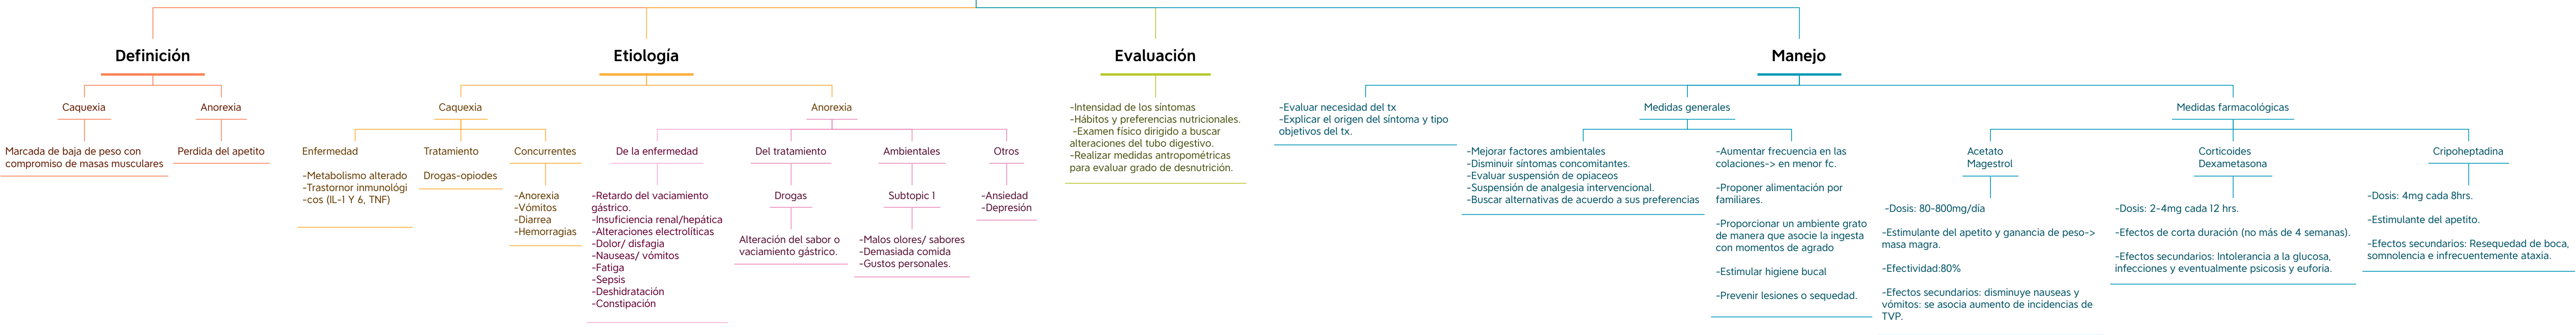 Definición
Caquexia
Marcada de baja de peso con
compromiso de masas musculares
Anorexia
Perdida del apetito
Etiología
Caquexia
Enfermedad
-Metabolismo alterado
-Trastornor inmunológi
-cos (IL-1 Y 6, TNF)
Tratamiento
Drogas-opiodes
Concurrentes
-Anorexia
-Vómitos
-Diarrea
-Hemorragias
Anorexia
De la enfermedad
-Retardo del vaciamiento
gástrico.
-Insuficiencia renal/hepática
-Alteraciones electrolíticas
-Dolor/ disfagia
-Nauseas/ vómitos
-Fatiga
-Sepsis
-Deshidratación
-Constipación
Del tratamiento
Drogas
Alteración del sabor o
vaciamiento gástrico.
Ambientales
Subtopic 1
-Malos olores/ sabores
-Demasiada comida
-Gustos personales.
Otros
-Ansiedad
-Depresión
Evaluación
-Intensidad de los síntomas
-Hábitos y preferencias nutricionales.
-Examen físico dirigido a buscar
alteraciones del tubo digestivo.
-Realizar medidas antropométricas
para evaluar grado de desnutrición.
Manejo
-Evaluar necesidad del tx
-Explicar el origen del síntoma y tipo
objetivos del tx.
Medidas generales
-Mejorar factores ambientales
-Disminuir síntomas concomitantes.
-Evaluar suspensión de opiaceos
-Suspensión de analgesia intervencional.
-Buscar alternativas de acuerdo a sus preferencias
-Aumentar frecuencia en las
colaciones-> en menor fc.
-Proponer alimentación por
familiares.
-Proporcionar un ambiente grato
de manera que asocie la ingesta
con momentos de agrado
-Estimular higiene bucal
-Prevenir lesiones o sequedad.
Medidas farmacológicas
Acetato
Magestrol
-Dosis: 80-800mg/día
-Estimulante del apetito y ganancia de peso->
masa magra.
-Efectividad:80%
-Efectos secundarios: disminuye nauseas y
vómitos: se asocia aumento de incidencias de
TVP.
Corticoides
Dexametasona
-Dosis: 2-4mg cada 12 hrs.
-Efectos de corta duración (no más de 4 semanas).
-Efectos secundarios: Intolerancia a la glucosa,
infecciones y eventualmente psicosis y euforia.
Cripoheptadina
-Dosis: 4mg cada 8hrs.
-Estimulante del apetito.
-Efectos secundarios: Resequedad de boca,
somnolencia e infrecuentemente ataxia.